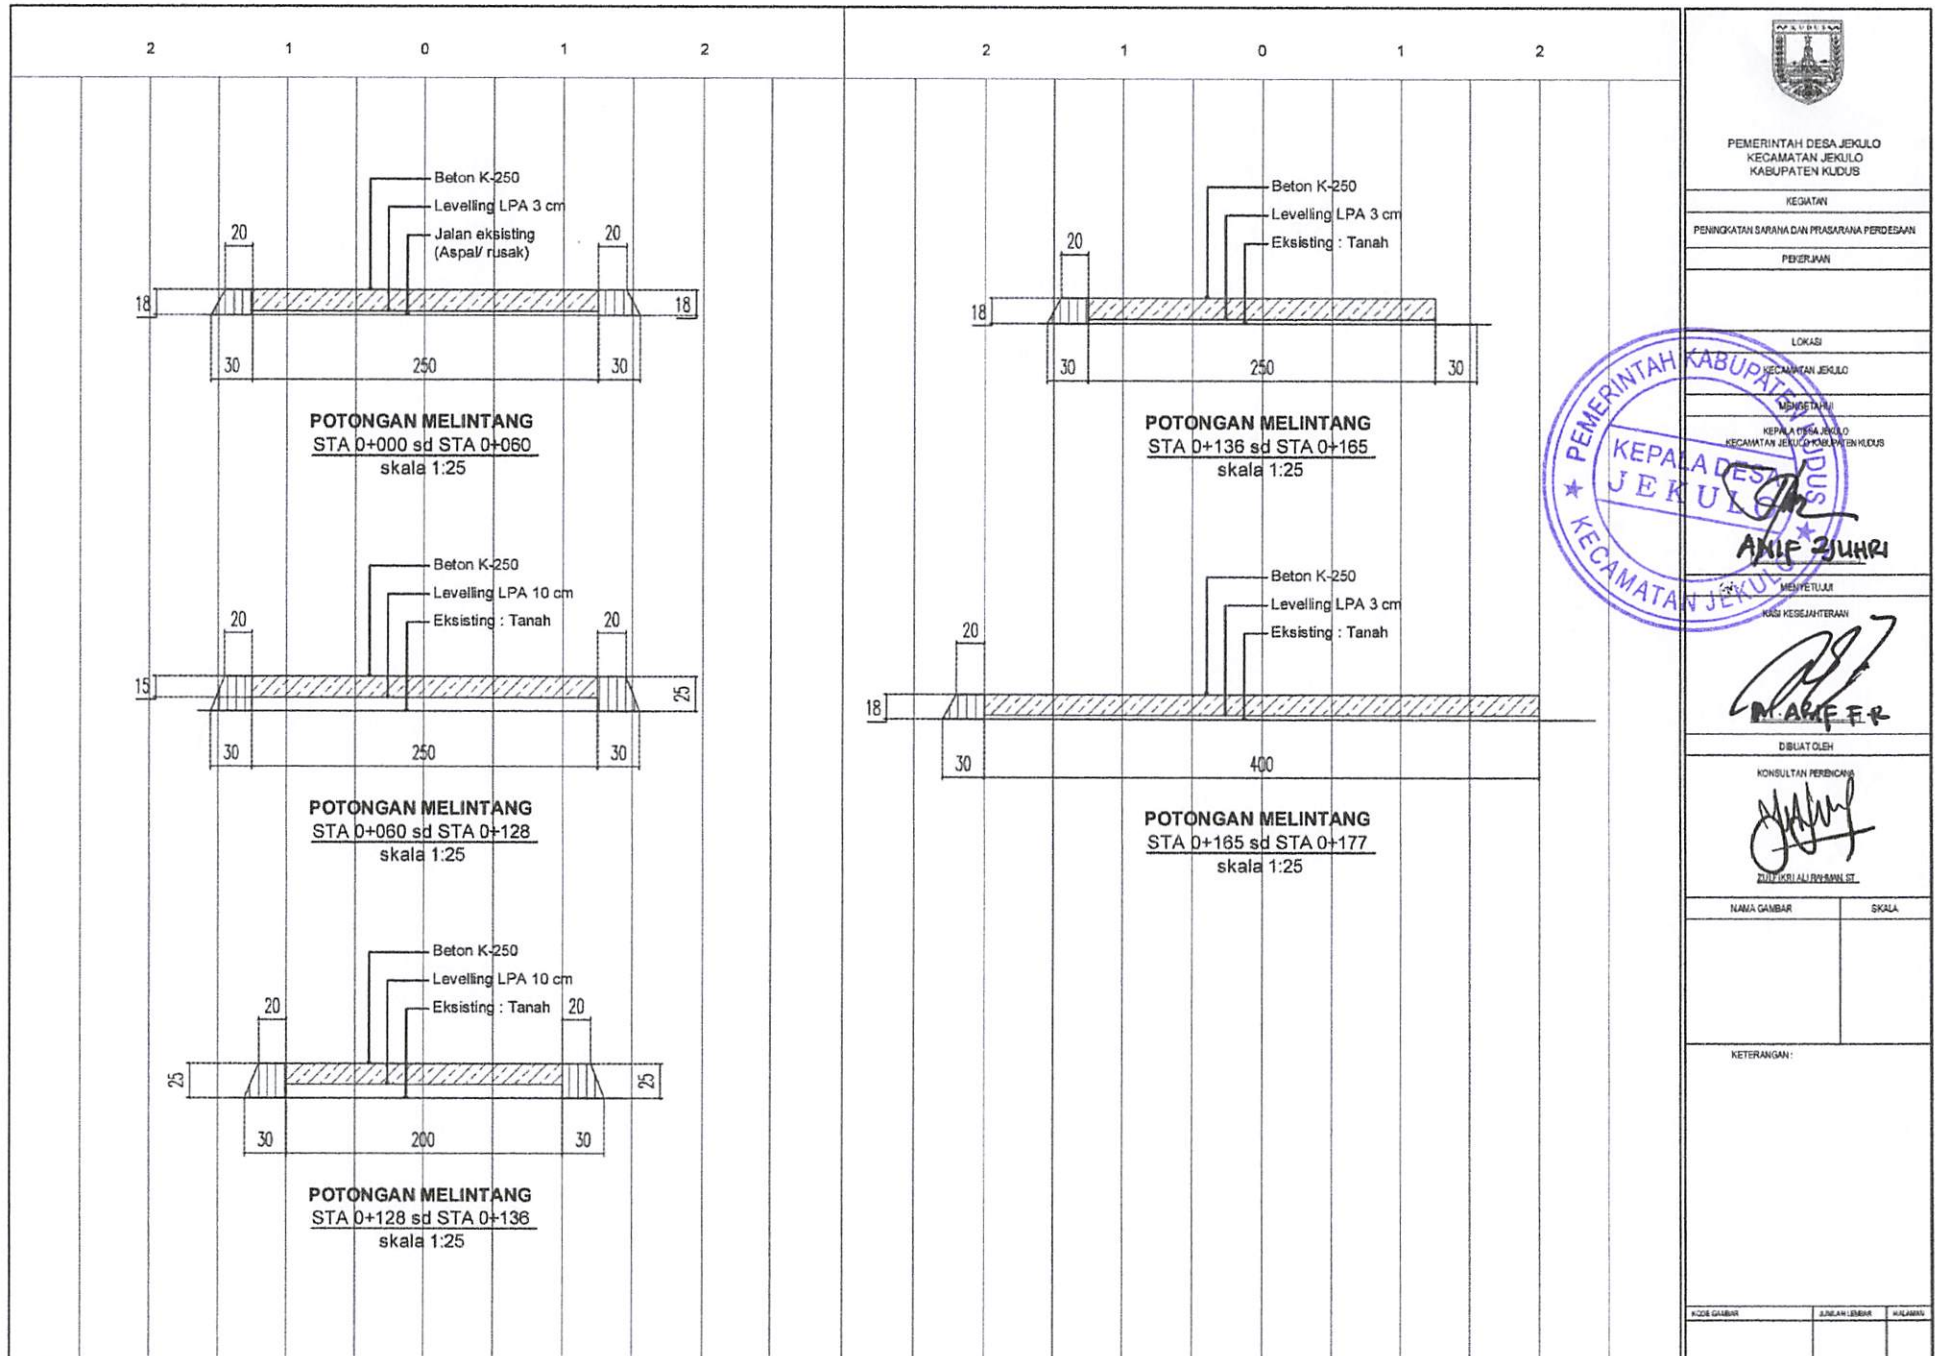 2 1 0 1 2
2 1 0 1 2
Beton K-250
Levelling LPA 3 cm
Jalan eksisting
(Aspal/ rusak)
20
20
18
18
30 250 30
POTONGAN MELINTANG
STA 0+000 sd STA 0+060
skala 1:25
Beton K-250
Levelling LPA 10 cm
Eksisting : Tanah
20
20
15
25
30 250 30
POTONGAN MELINTANG
STA 0+060 sd STA 0+128
skala 1:25
Beton K-250
Levelling LPA 10 cm
Eksisting : Tanah
20
20
25
25
30 200 30
POTONGAN MELINTANG
STA 0+128 sd STA 0+136
skala 1:25
Beton K-250
Levelling LPA 3 cm
Eksisting : Tanah
20
18
30 250 30
POTONGAN MELINTANG
STA 0+136 sd STA 0+165
skala 1:25
Beton K-250
Levelling LPA 3 cm
Eksisting : Tanah
20
18
30 400
POTONGAN MELINTANG
STA 0+165 sd STA 0+177
skala 1:25
KUDUS
PEMERINTAH DESA JEKULO
KECAMATAN JEKULO
KABUPATEN KUDUS
KEGIATAN
PENINGKATAN SARANA DAN PRASARANA PERDESAAN
PEKERJAAN
LOKASI
KECAMATAN JEKULO
MENGETAHUI
KEPALA DESA JEKULO
KECAMATAN JEKULO KABUPATEN KUDUS
PEMERINTAH KABUPATEN KUDUS
KEPALA DESA
JEKULO
KECAMATAN JEKULO
ANIF ZUHRI
MENYETUJUI
KASI KESEJAHTERAAN
M. ARIF F.R
DIBUAT OLEH
KONSULTAN PERENCANA
ZULFIKRI ALI RAHMAN, ST
NAMA GAMBAR SKALA
KETERANGAN :
KODE GAMBAR JUMLAH LEMBAR HALAMAN